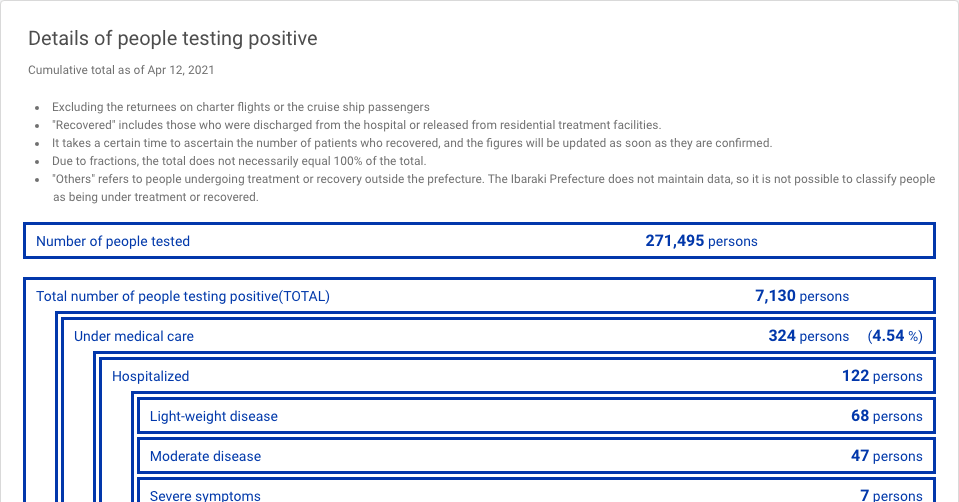 Details of people testing positive
Cumulative total as of Apr 12, 2021
• Excluding the returnees on charter flights or the cruise ship passengers
• "Recovered" includes those who were discharged from the hospital or released from residential treatment facilities.
• It takes a certain time to ascertain the number of patients who recovered, and the figures will be updated as soon as they are confirmed.
• Due to fractions, the total does not necessarily equal 100% of the total.
• "Others" refers to people undergoing treatment or recovery outside the prefecture. The Ibaraki Prefecture does not maintain data, so it is not possible to classify people
as being under treatment or recovered.
Number of people tested 271,495 persons
Total number of people testing positive(TOTAL) 7,130 persons
Under medical care 324 persons (4.54 %)
Hospitalized 122 persons
Light-weight disease 68 persons
Moderate disease 47 persons
Severe symptoms 7 persons